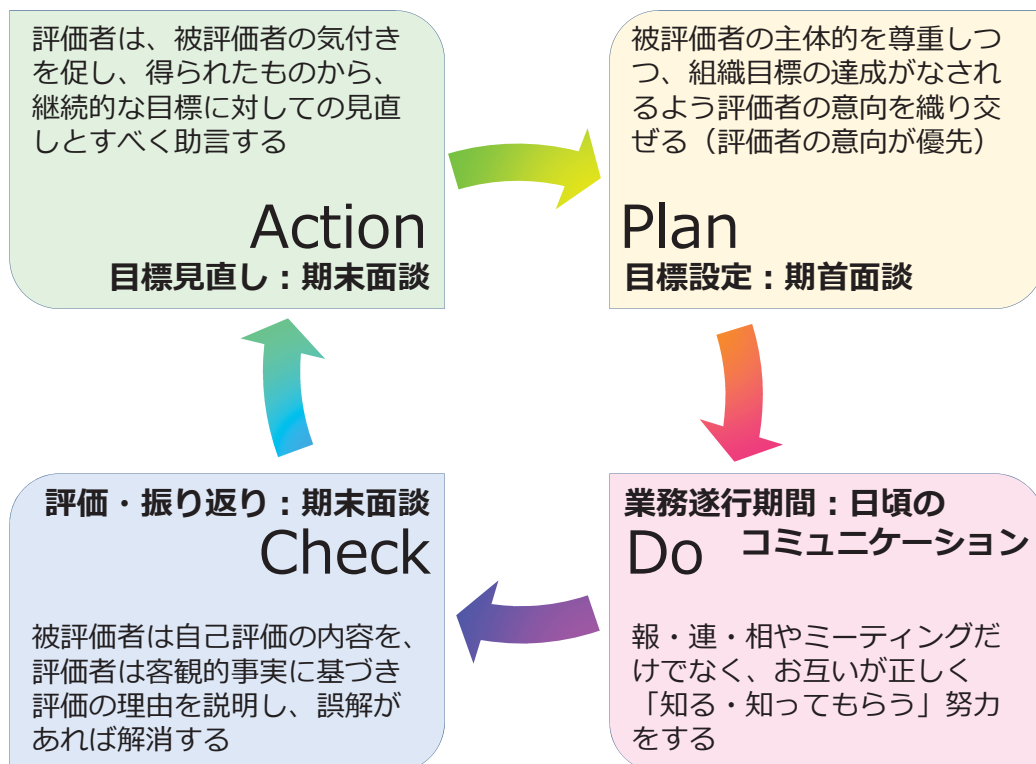 評価者は、被評価者の気付き
を促し、得られたものから、
継続的な目標に対しての見直
しとすべく助言する
Action
目標見直し：期末面談
被評価者の主体的を尊重しつ
つ、組織目標の達成がなされ
るよう評価者の意向を織り交
ぜる（評価者の意向が優先）
Plan
目標設定：期首面談
評価・振り返り：期末面談
Check
被評価者は自己評価の内容を、
評価者は客観的事実に基づき
評価の理由を説明し、誤解が
あれば解消する
業務遂行期間：日頃の
コミュニケーション
Do
報・連・相やミーティングだ
けでなく、お互いが正しく
「知る・知ってもらう」努力
をする